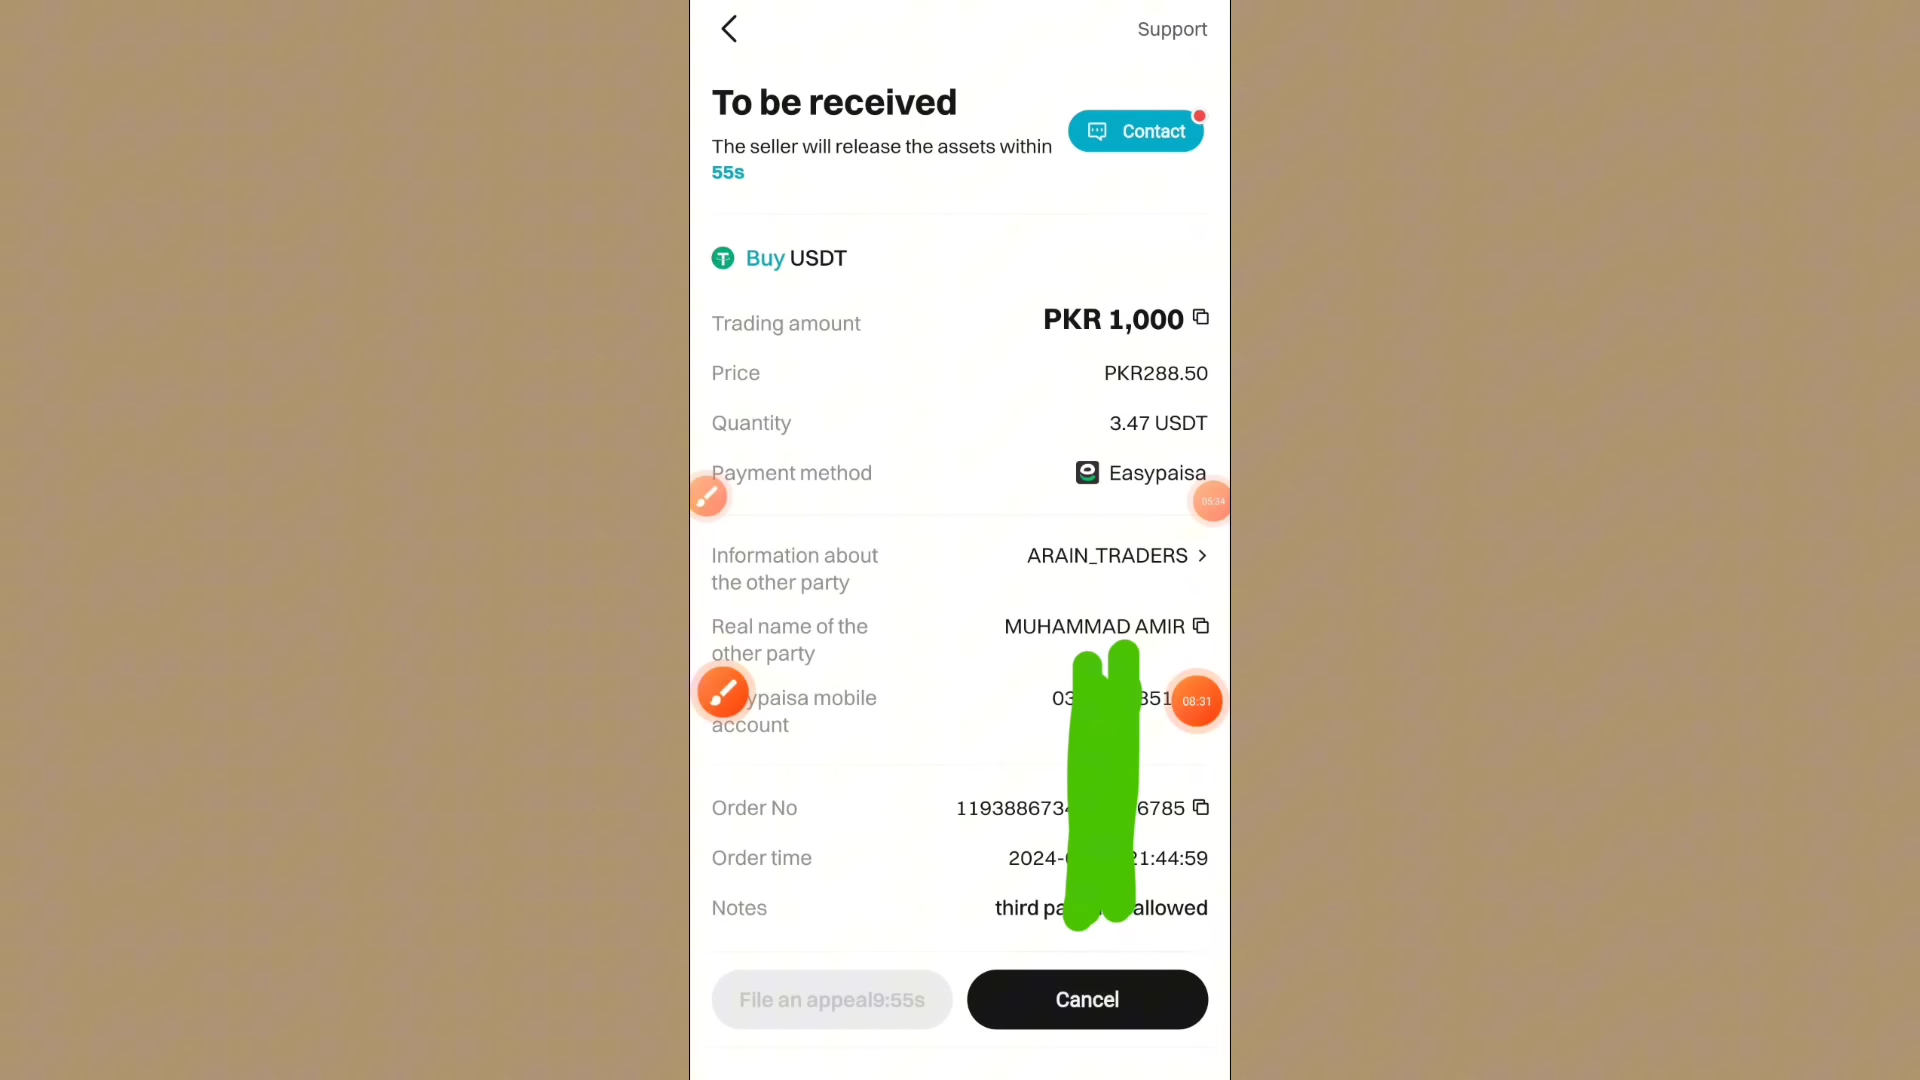 Support
To be received
Contact
The seller will release the assets within
55s
Buy USDT
Trading amount PKR 1,000
Price PKR288.50
Quantity 3.47 USDT
Payment method Easypaisa
05:34
Information about ARAIN_TRADERS
the other party
Real name of the MUHAMMAD AMIR
other party
ypaisa mobile 03 351
08:31
account
Order No 119388673 6785
Order time 2024- 21:44:59
Notes third pa allowed
File an appeal9:55s
Cancel